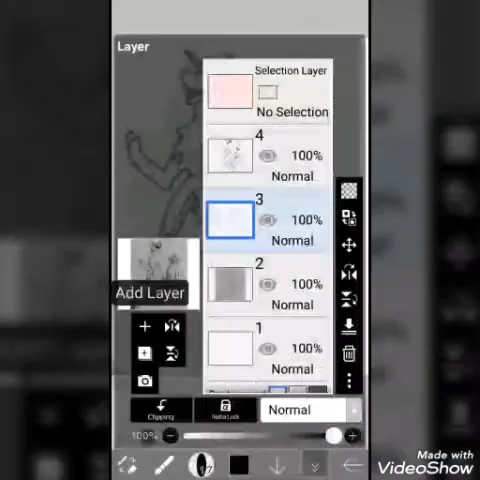 Layer
Selection Layer
No Selection
4
100%
Normal
3
100%
Normal
Add Layer
2
100%
Normal
1
100%
Normal
Clipping
Normal
100%
Made with
VideoShow